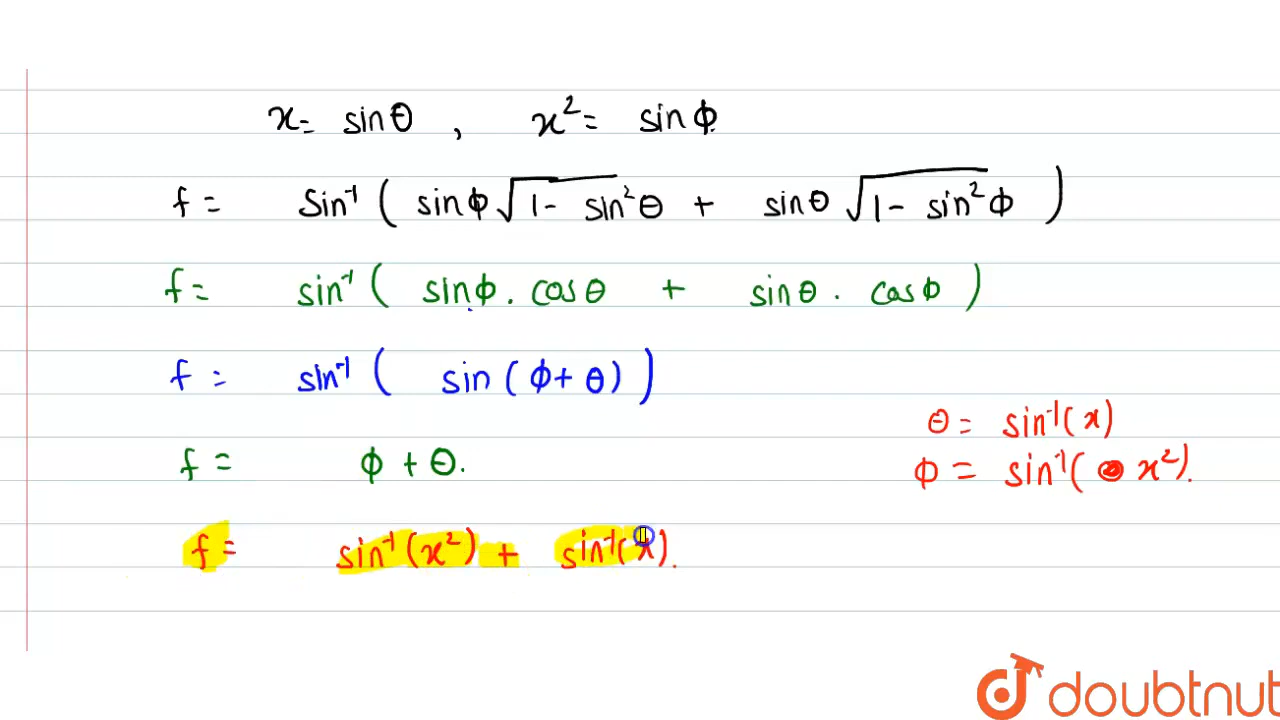 x= sinθ , x² = sinϕ.
f = Sin⁻¹ ( sinϕ √1- sin²θ + sinθ √1- sin²ϕ )
f = sin⁻¹ ( sinϕ . cosθ + sinθ . cosϕ )
f = sin⁻¹ ( sin ( ϕ + θ ) )
θ = sin⁻¹ ( x )
f = ϕ + θ.
ϕ = sin⁻¹ ( x² ).
f = sin⁻¹ ( x² ) + sin⁻¹ ( x ).
doubtnut